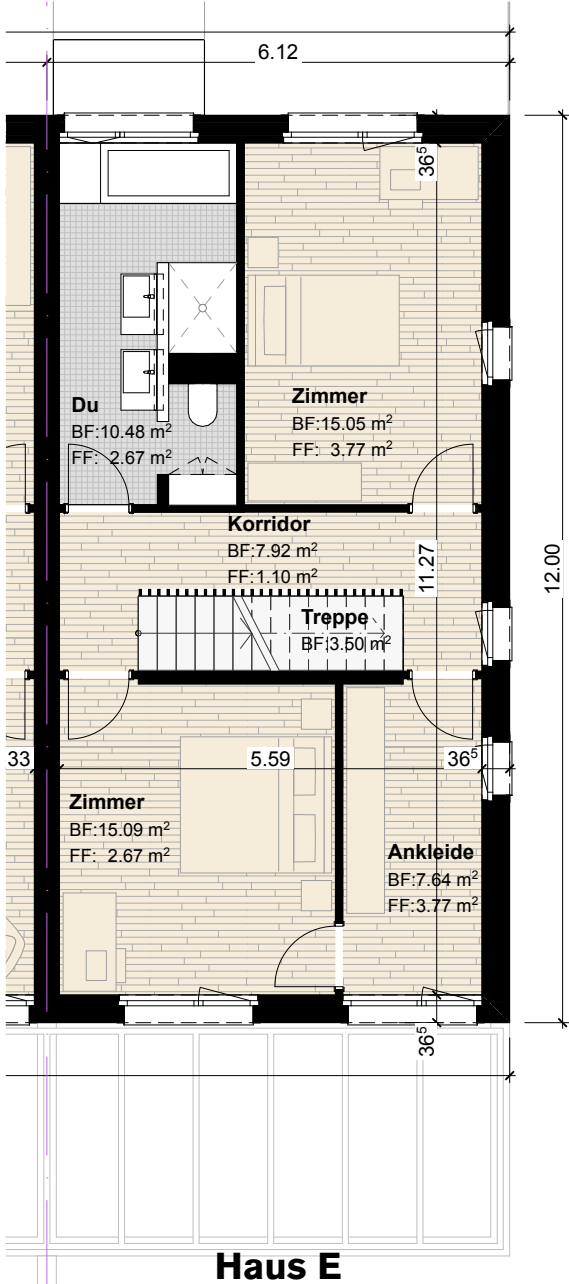 6.12
36⁵
Du
BF:10.48 m²
FF: 2.67 m²
Zimmer
BF:15.05 m²
FF: 3.77 m²
Korridor
BF:7.92 m²
FF:1.10 m²
11.27
12.00
Treppe
BF:3.50 m²
33
5.59
36⁵
Zimmer
BF:15.09 m²
FF: 2.67 m²
Ankleide
BF:7.64 m²
FF:3.77 m²
36⁵
Haus E